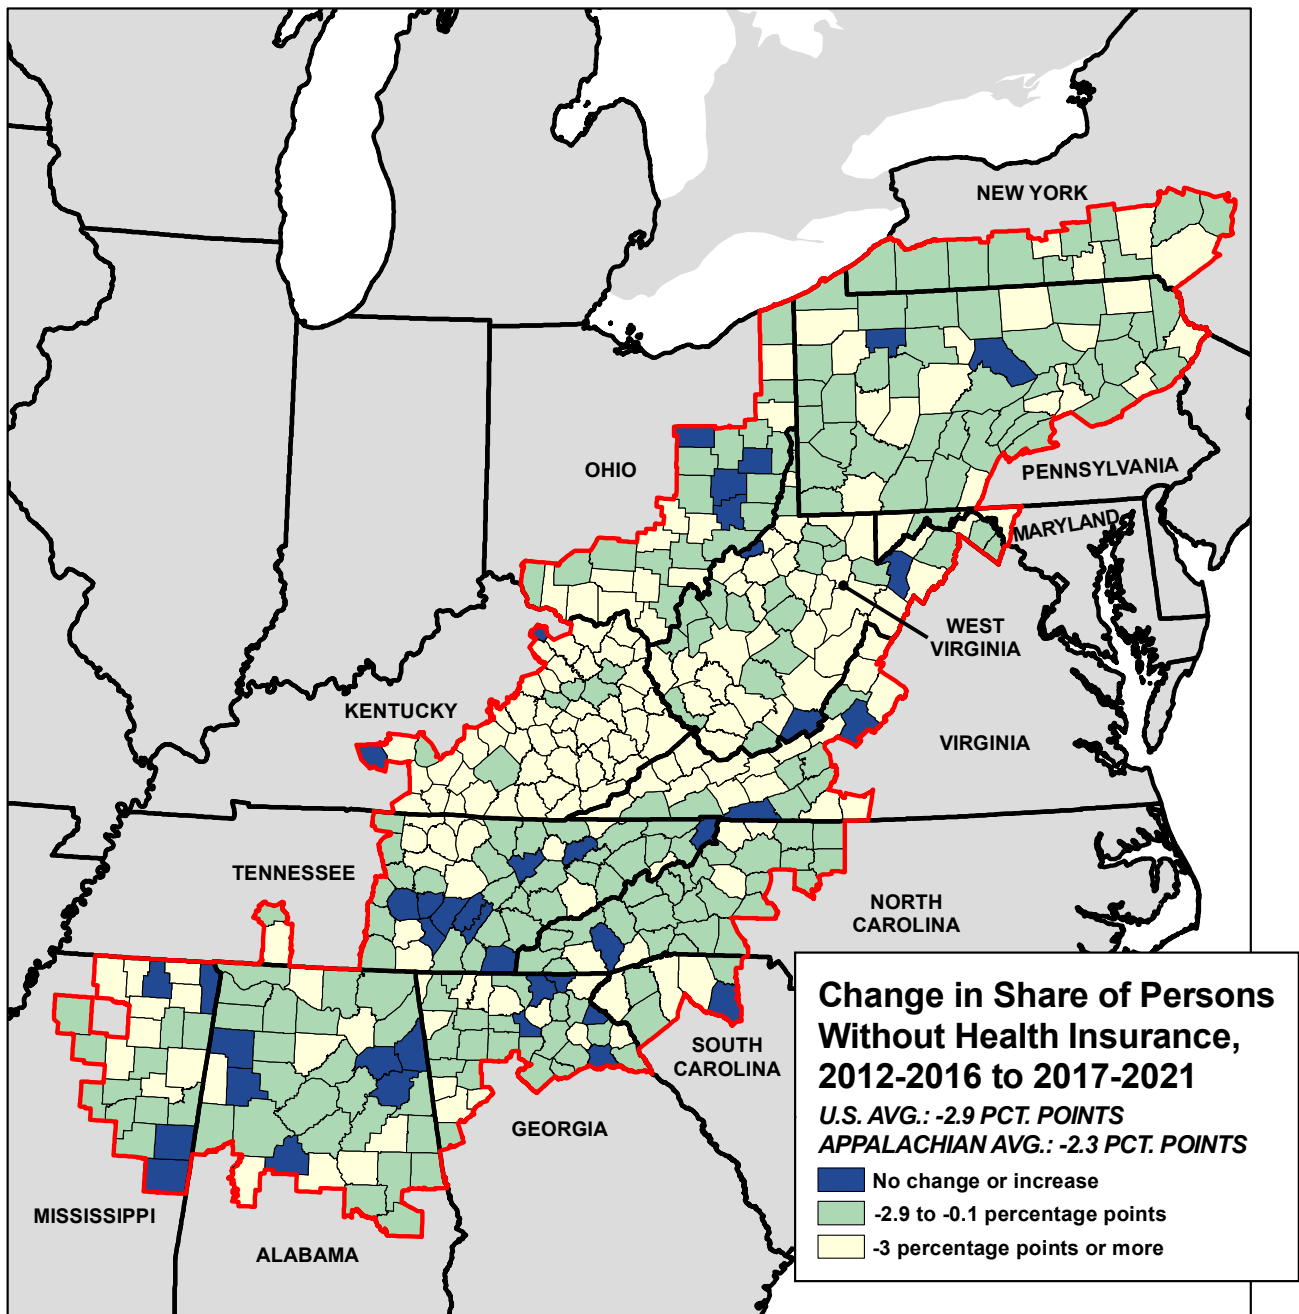 NEW YORK
OHIO
PENNSYLVANIA
MARYLAND
WEST
VIRGINIA
KENTUCKY
VIRGINIA
TENNESSEE
NORTH
CAROLINA
SOUTH
CAROLINA
GEORGIA
MISSISSIPPI
ALABAMA
Change in Share of Persons
Without Health Insurance,
2012-2016 to 2017-2021
U.S. AVG.: -2.9 PCT. POINTS
APPALACHIAN AVG.: -2.3 PCT. POINTS
No change or increase
-2.9 to -0.1 percentage points
-3 percentage points or more